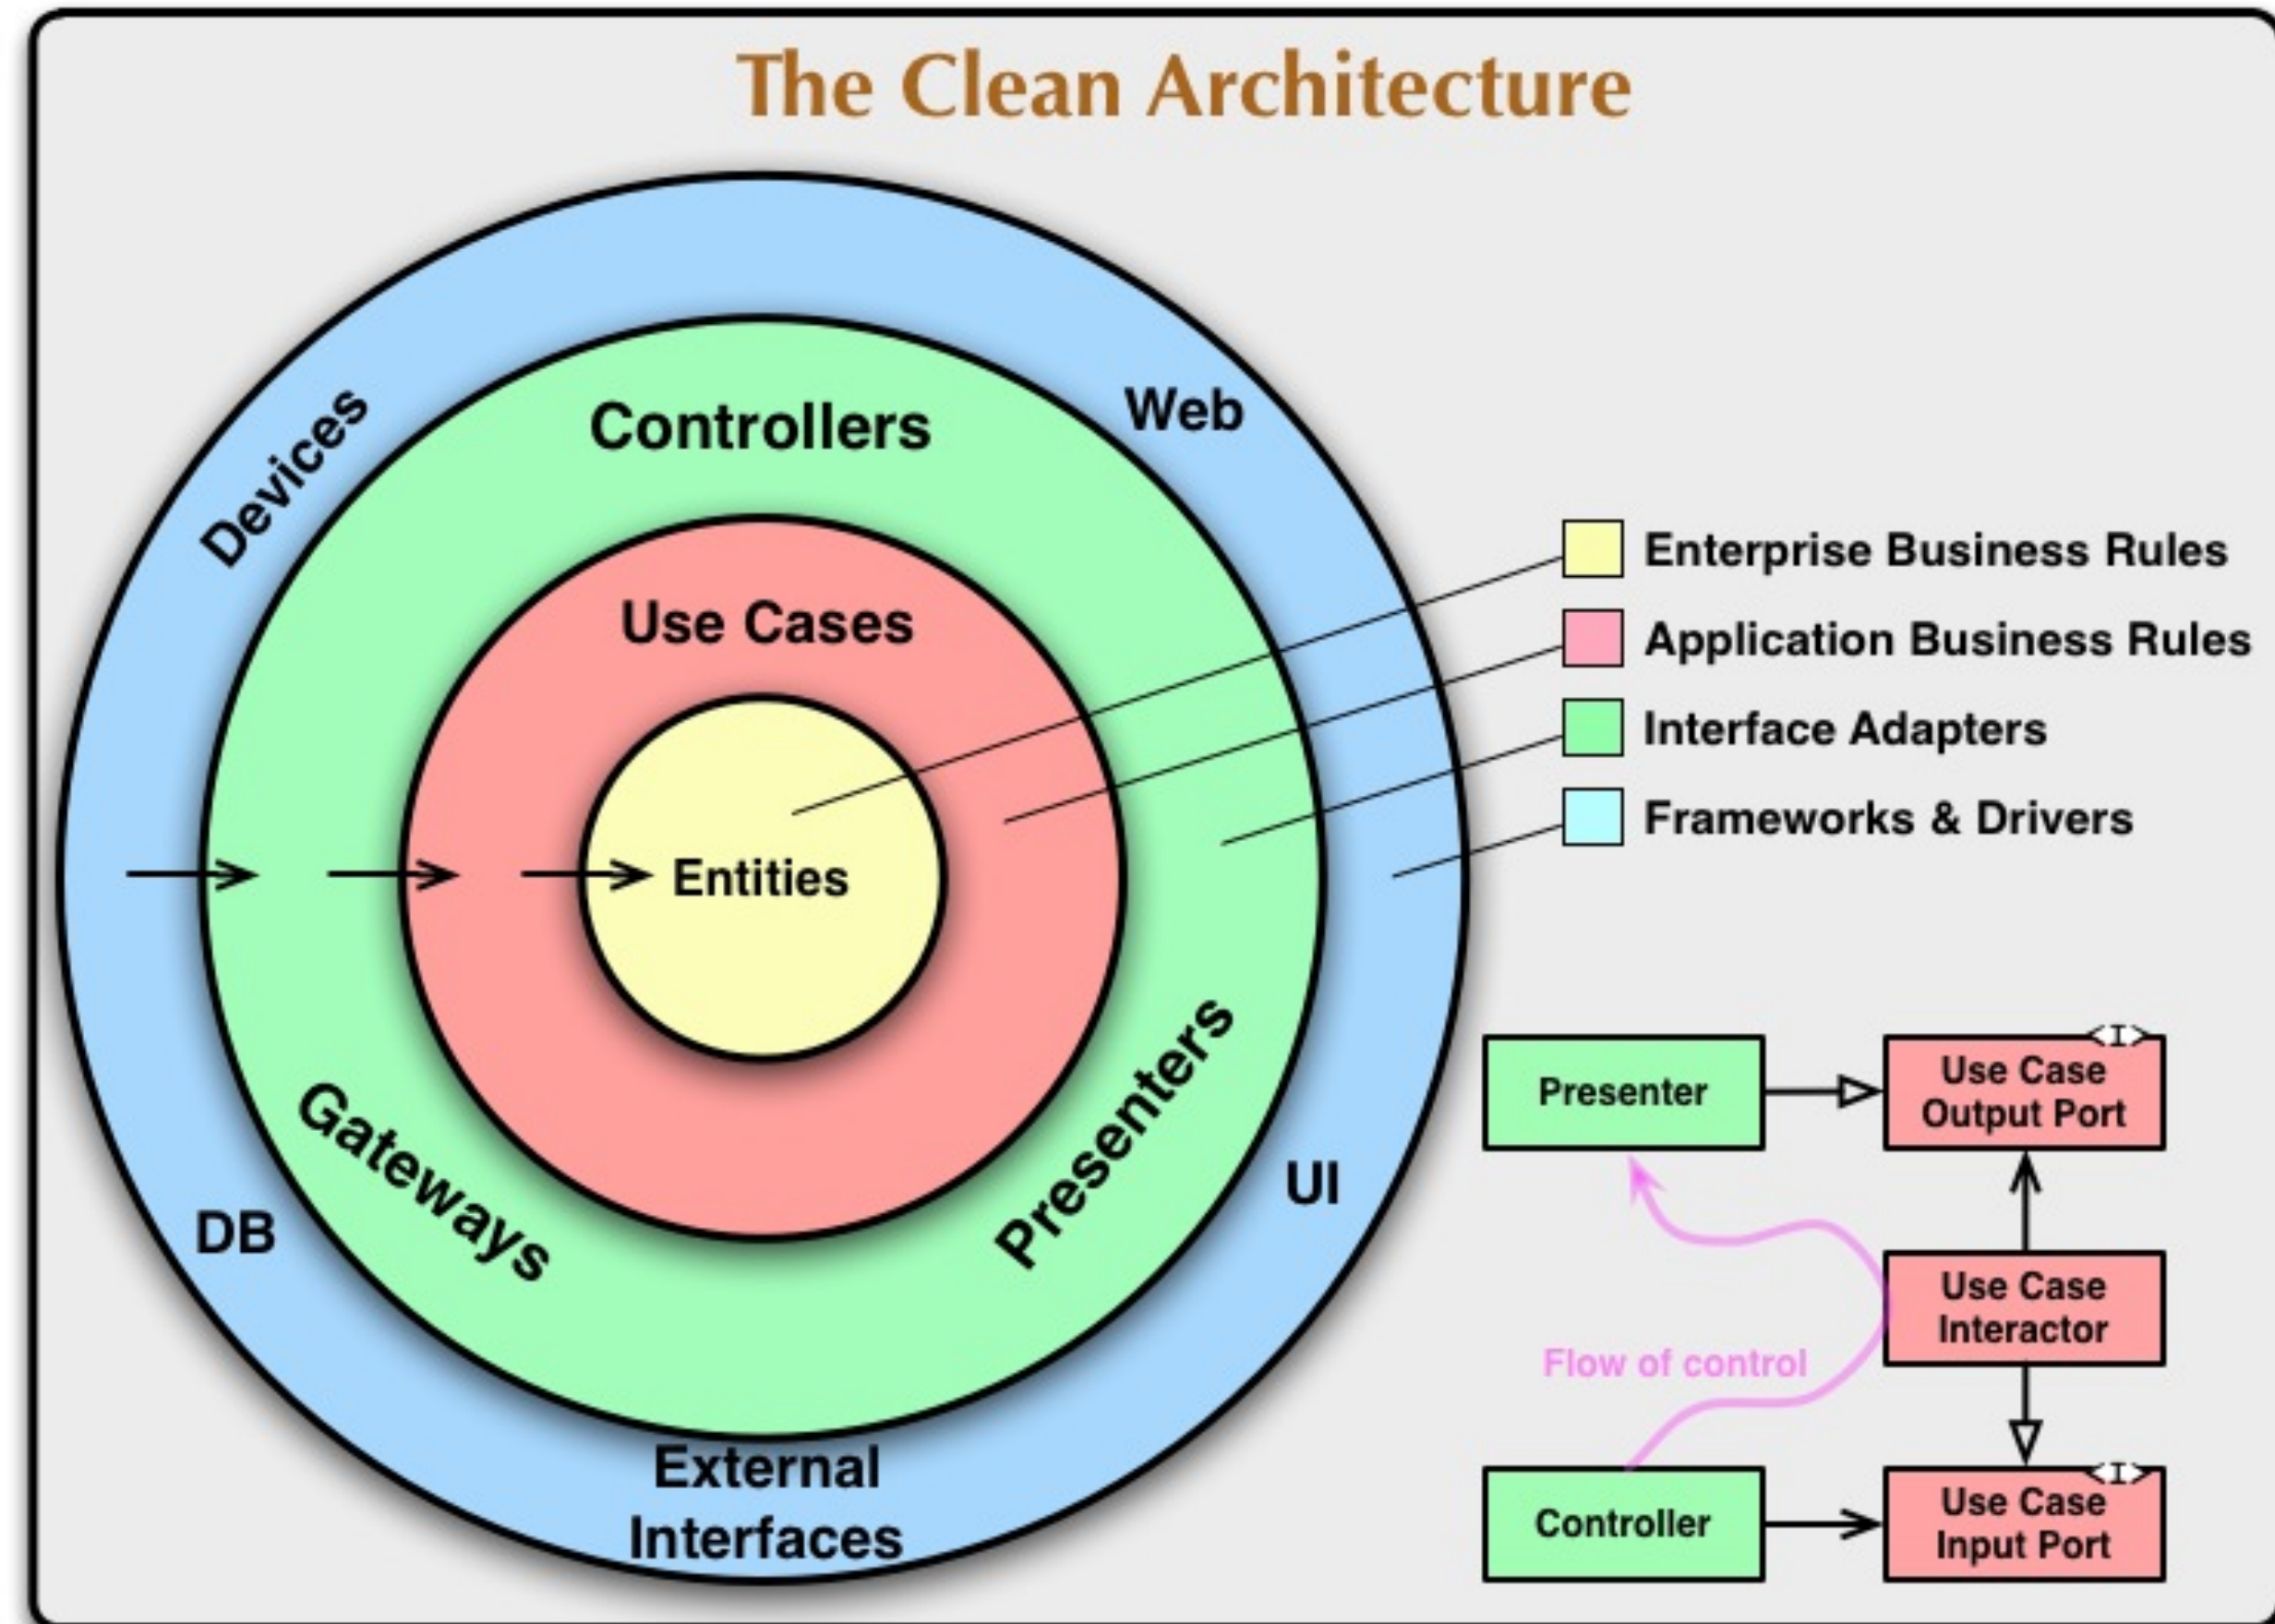 The Clean Architecture
Devices
Controllers
Web
Use Cases
Entities
Gateways
Presenters
DB
UI
External
Interfaces
Enterprise Business Rules
Application Business Rules
Interface Adapters
Frameworks & Drivers
Presenter
Use Case
Output Port
<I>
Use Case
Interactor
Flow of control
Controller
Use Case
Input Port
<I>